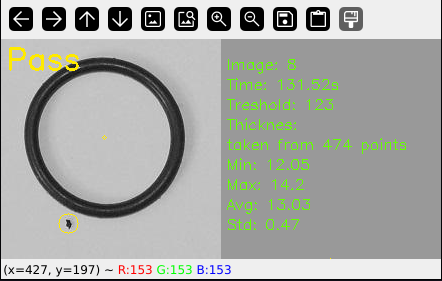 Pass
Image: 8
Time: 131.52s
Treshold: 123
Thicknes:
taken from 474 points
Min: 12.05
Max: 14.2
Avg: 13.03
Std: 0.47
(x=427, y=197) ~ R:153 G:153 B:153